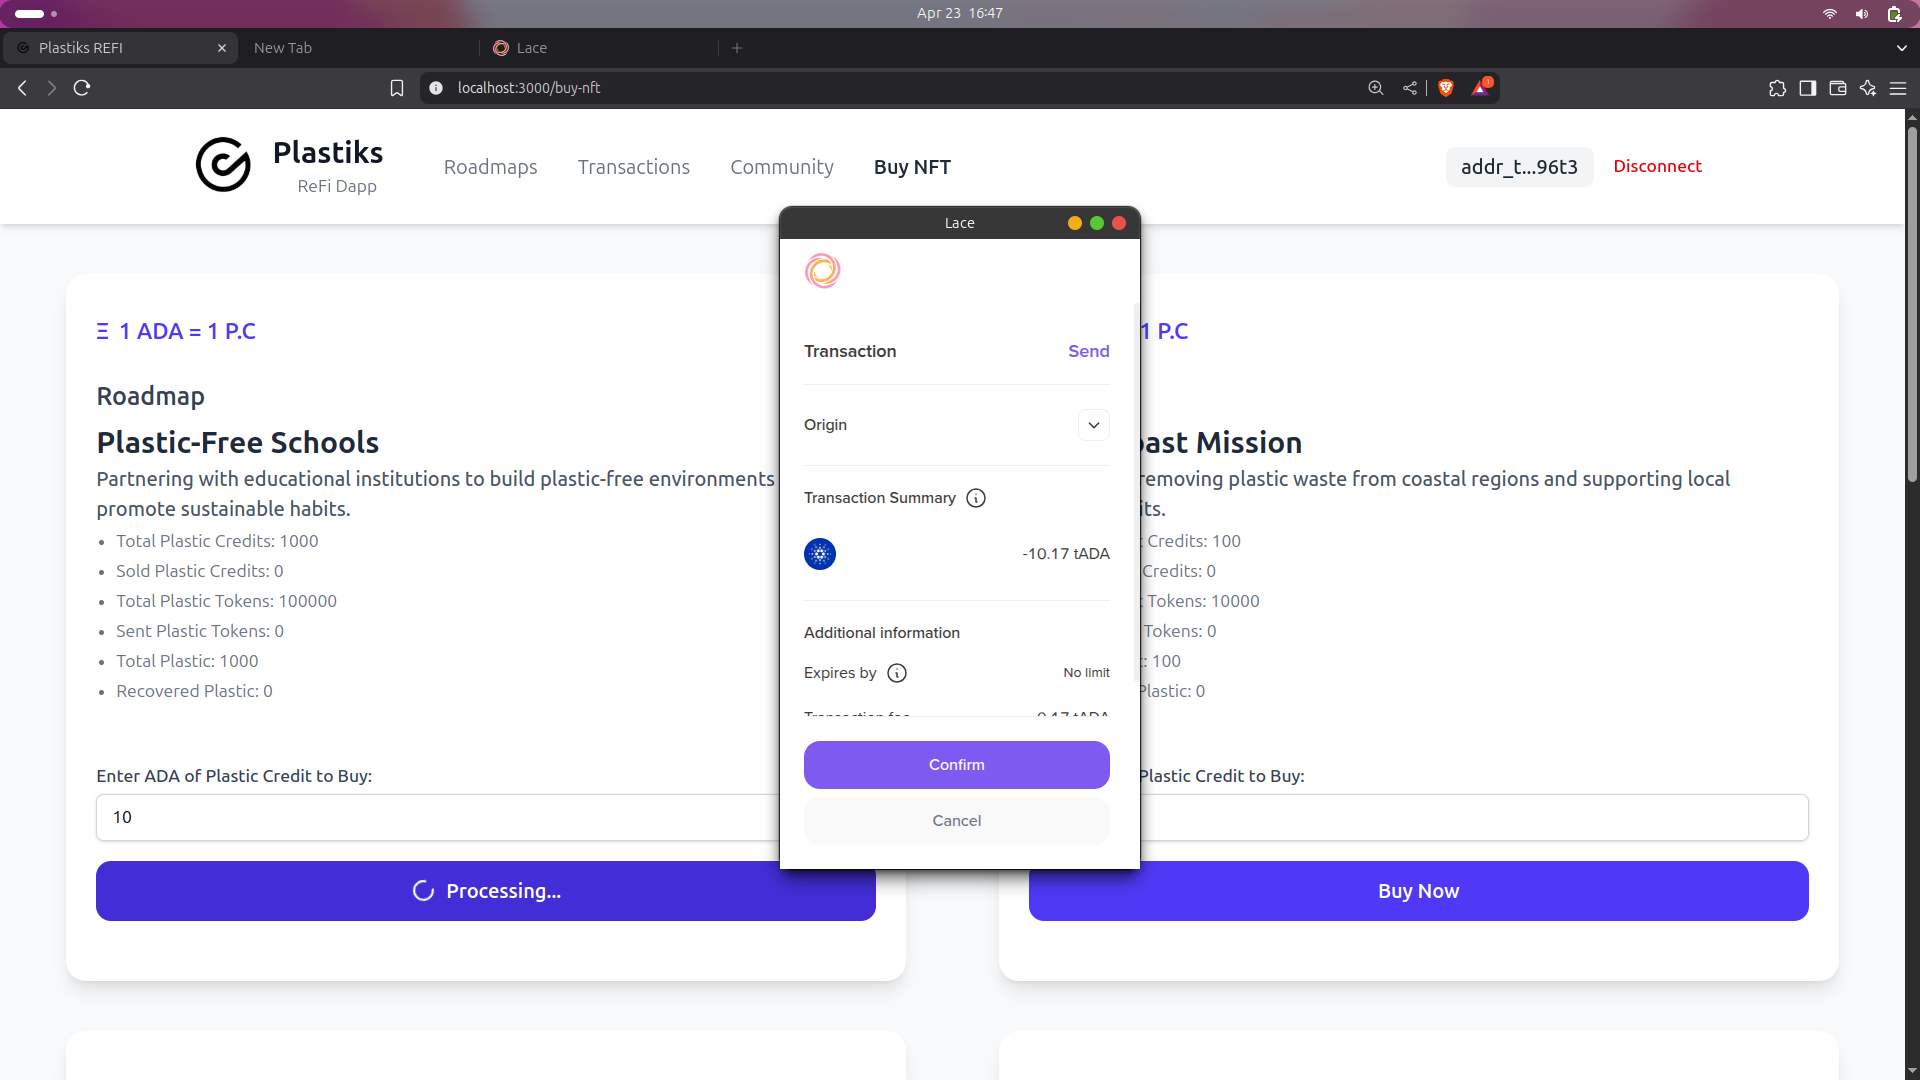 Apr 23 16:47
Plastiks REFI
New Tab
Lace
localhost:3000/buy-nft
1
Plastiks
ReFi Dapp
Roadmaps
Transactions
Community
Buy NFT
addr_t...96t3
Disconnect
Ξ 1 ADA = 1 P.C
Roadmap
Plastic-Free Schools
Partnering with educational institutions to build plastic-free environments
promote sustainable habits.
• Total Plastic Credits: 1000
• Sold Plastic Credits: 0
• Total Plastic Tokens: 100000
• Sent Plastic Tokens: 0
• Total Plastic: 1000
• Recovered Plastic: 0
Enter ADA of Plastic Credit to Buy:
10
Processing...
Lace
Transaction
Send
Origin
Transaction Summary
-10.17 tADA
Additional information
Expires by
No limit
Transaction fee
0.17 tADA
Confirm
Cancel
1 P.C
Mission
removing plastic waste from coastal regions and supporting local
Credits: 100
Credits: 0
Tokens: 10000
Tokens: 0
: 100
Plastic: 0
Plastic Credit to Buy:
Buy Now